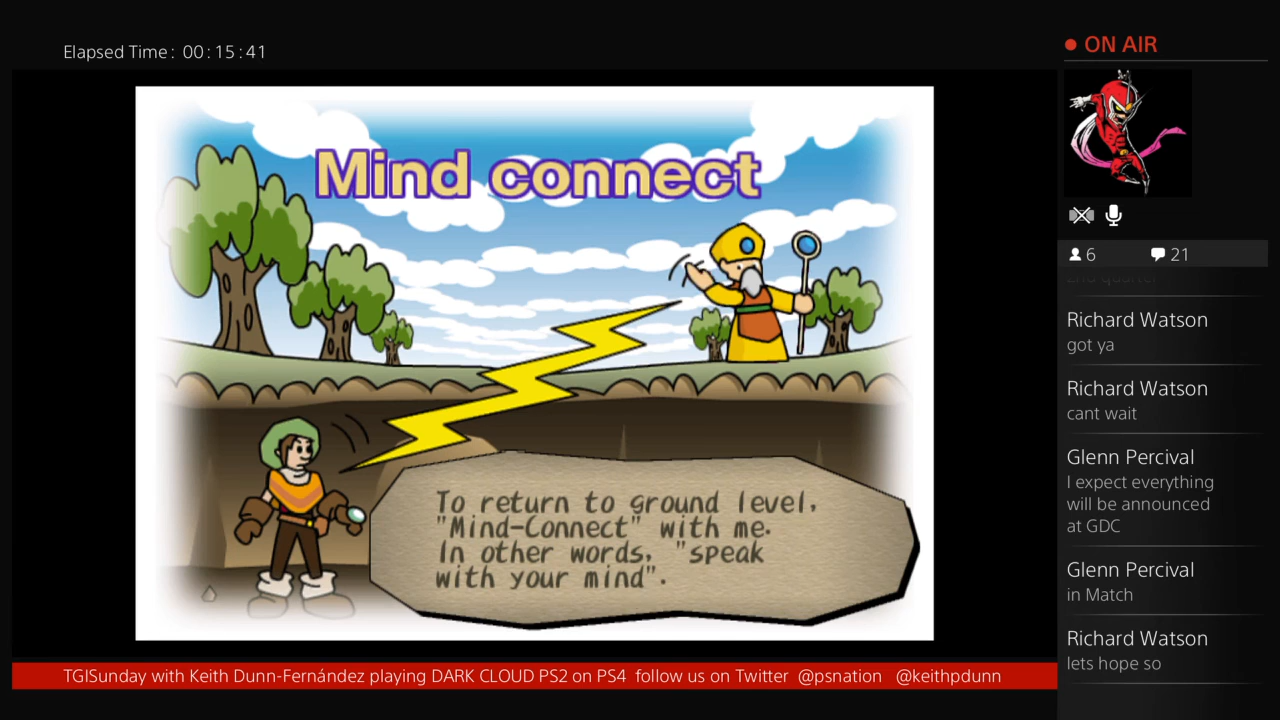 Elapsed Time: 00:15:41
ON AIR
Mind connect
To return to ground level,
"Mind-Connect" with me.
In other words, "speak
with your mind".
6
21
2nd quarter
Richard Watson
got ya
Richard Watson
cant wait
Glenn Percival
I expect everything
will be announced
at GDC
Glenn Percival
in Match
Richard Watson
lets hope so
TGISunday with Keith Dunn-Fernández playing DARK CLOUD PS2 on PS4 follow us on Twitter @psnation @keithpdunn